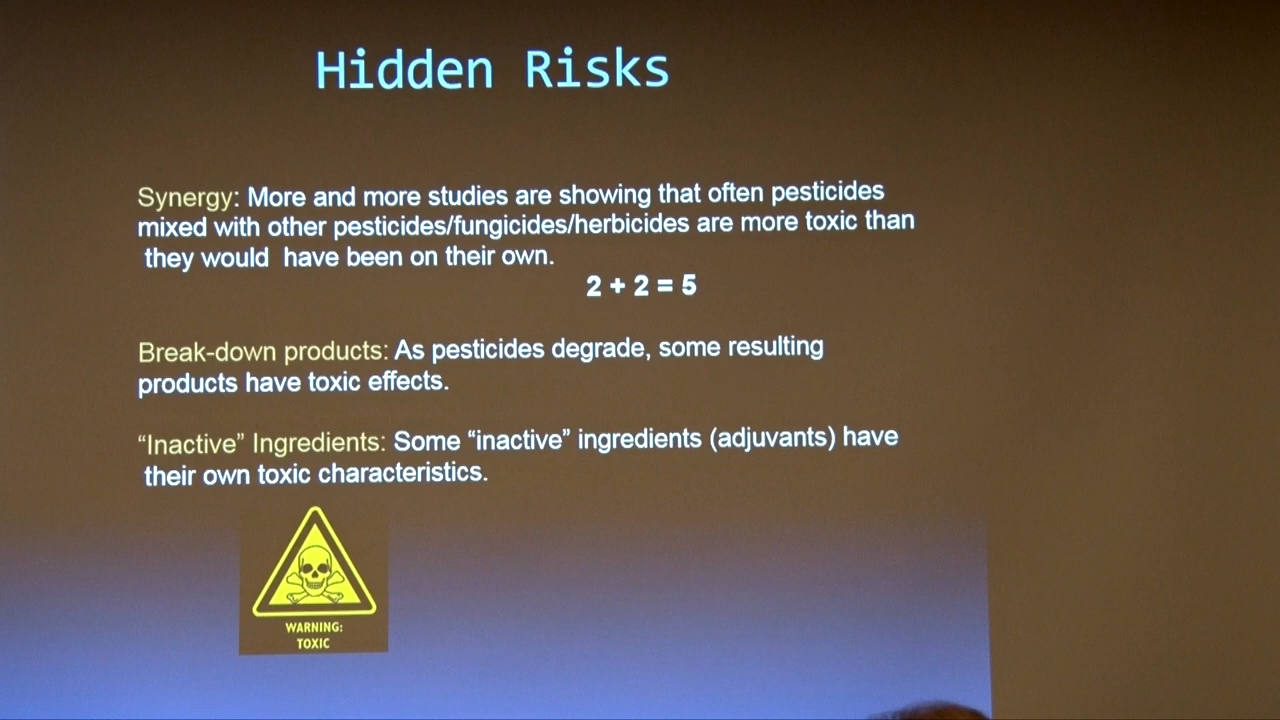 Hidden Risks
Synergy: More and more studies are showing that often pesticides
mixed with other pesticides/fungicides/herbicides are more toxic than
they would have been on their own.
2 + 2 = 5
Break-down products: As pesticides degrade, some resulting
products have toxic effects.
“Inactive” Ingredients: Some “inactive” ingredients (adjuvants) have
their own toxic characteristics.
WARNING:
TOXIC